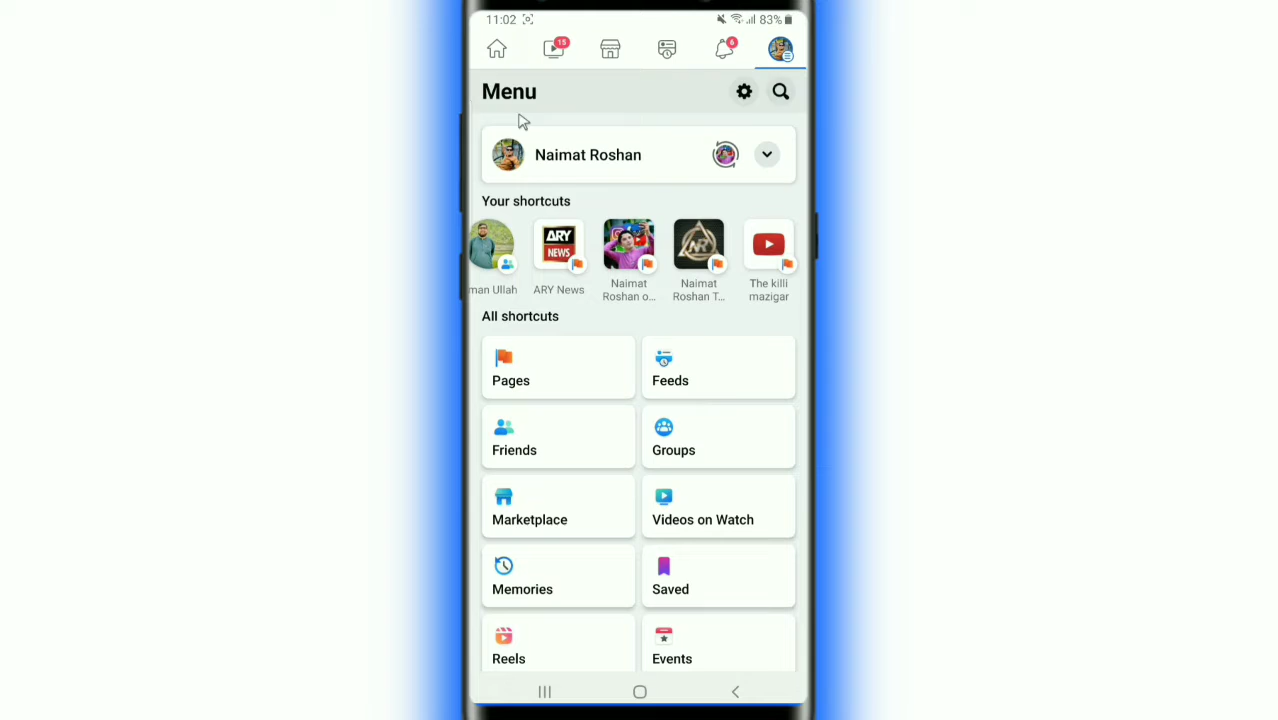 11:02 83%
15 6
Menu
Naimat Roshan
Your shortcuts
man Ullah
ARY NEWS
ARY News
Naimat
Roshan o...
NR
Naimat
Roshan T...
The killi
mazigar
All shortcuts
Pages
Feeds
Friends
Groups
Marketplace
Videos on Watch
Memories
Saved
Reels
Events